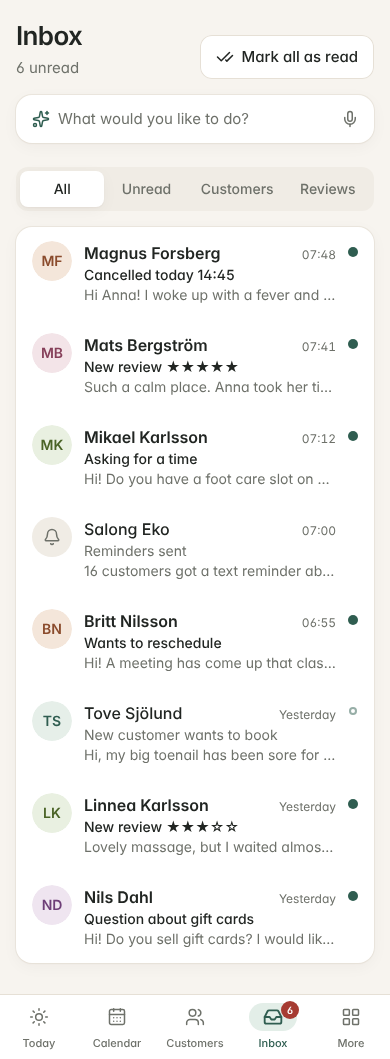 Inbox
6 unread
Mark all as read
What would you like to do?
All
Unread
Customers
Reviews
MF
Magnus Forsberg
07:48
Cancelled today 14:45
Hi Anna! I woke up with a fever and ...
MB
Mats Bergström
07:41
New review ★★★★★
Such a calm place. Anna took her ti...
MK
Mikael Karlsson
07:12
Asking for a time
Hi! Do you have a foot care slot on ...
Salong Eko
07:00
Reminders sent
16 customers got a text reminder ab...
BN
Britt Nilsson
06:55
Wants to reschedule
Hi! A meeting has come up that clas...
TS
Tove Sjölund
Yesterday
New customer wants to book
Hi, my big toenail has been sore for ...
LK
Linnea Karlsson
Yesterday
New review ★★★☆☆
Lovely massage, but I waited almos...
ND
Nils Dahl
Yesterday
Question about gift cards
Hi! Do you sell gift cards? I would lik...
6
Today
Calendar
Customers
Inbox
More